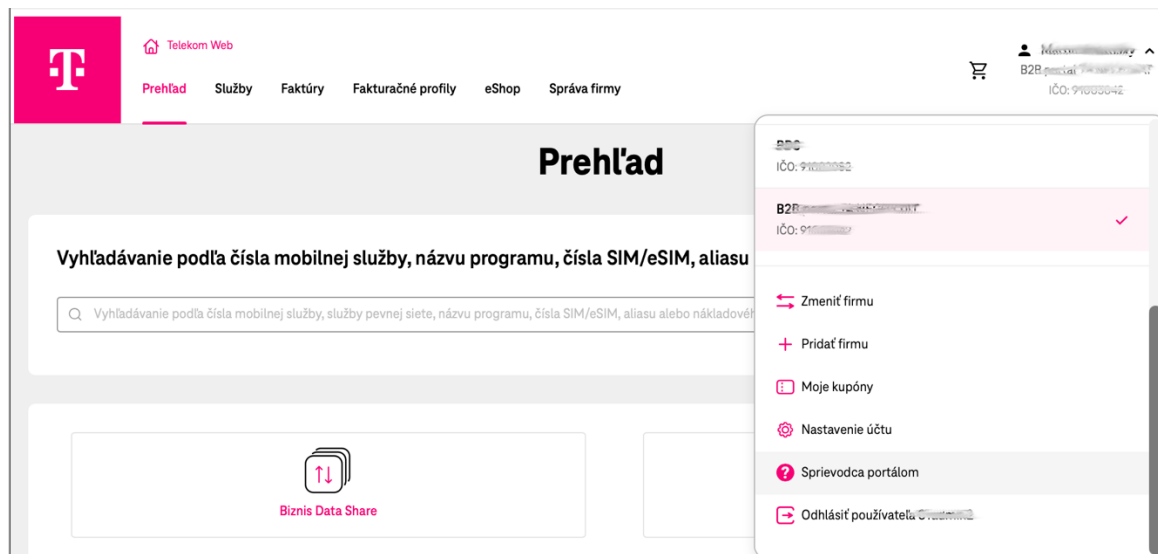 T
Telekom Web
Prehľad Služby Faktúry Fakturačné profily eShop Správa firmy
B2B
IČO:
Prehľad
IČO:
B2B
IČO:
Vyhľadávanie podľa čísla mobilnej služby, názvu programu, čísla SIM/eSIM, aliasu
Vyhľadávanie podľa čísla mobilnej služby, služby pevnej siete, názvu programu, čísla SIM/eSIM, aliasu alebo
Zmeniť firmu
Pridať firmu
Moje kupóny
Nastavenie účtu
Sprievodca portálom
Odhlásiť používateľa
Biznis Data Share